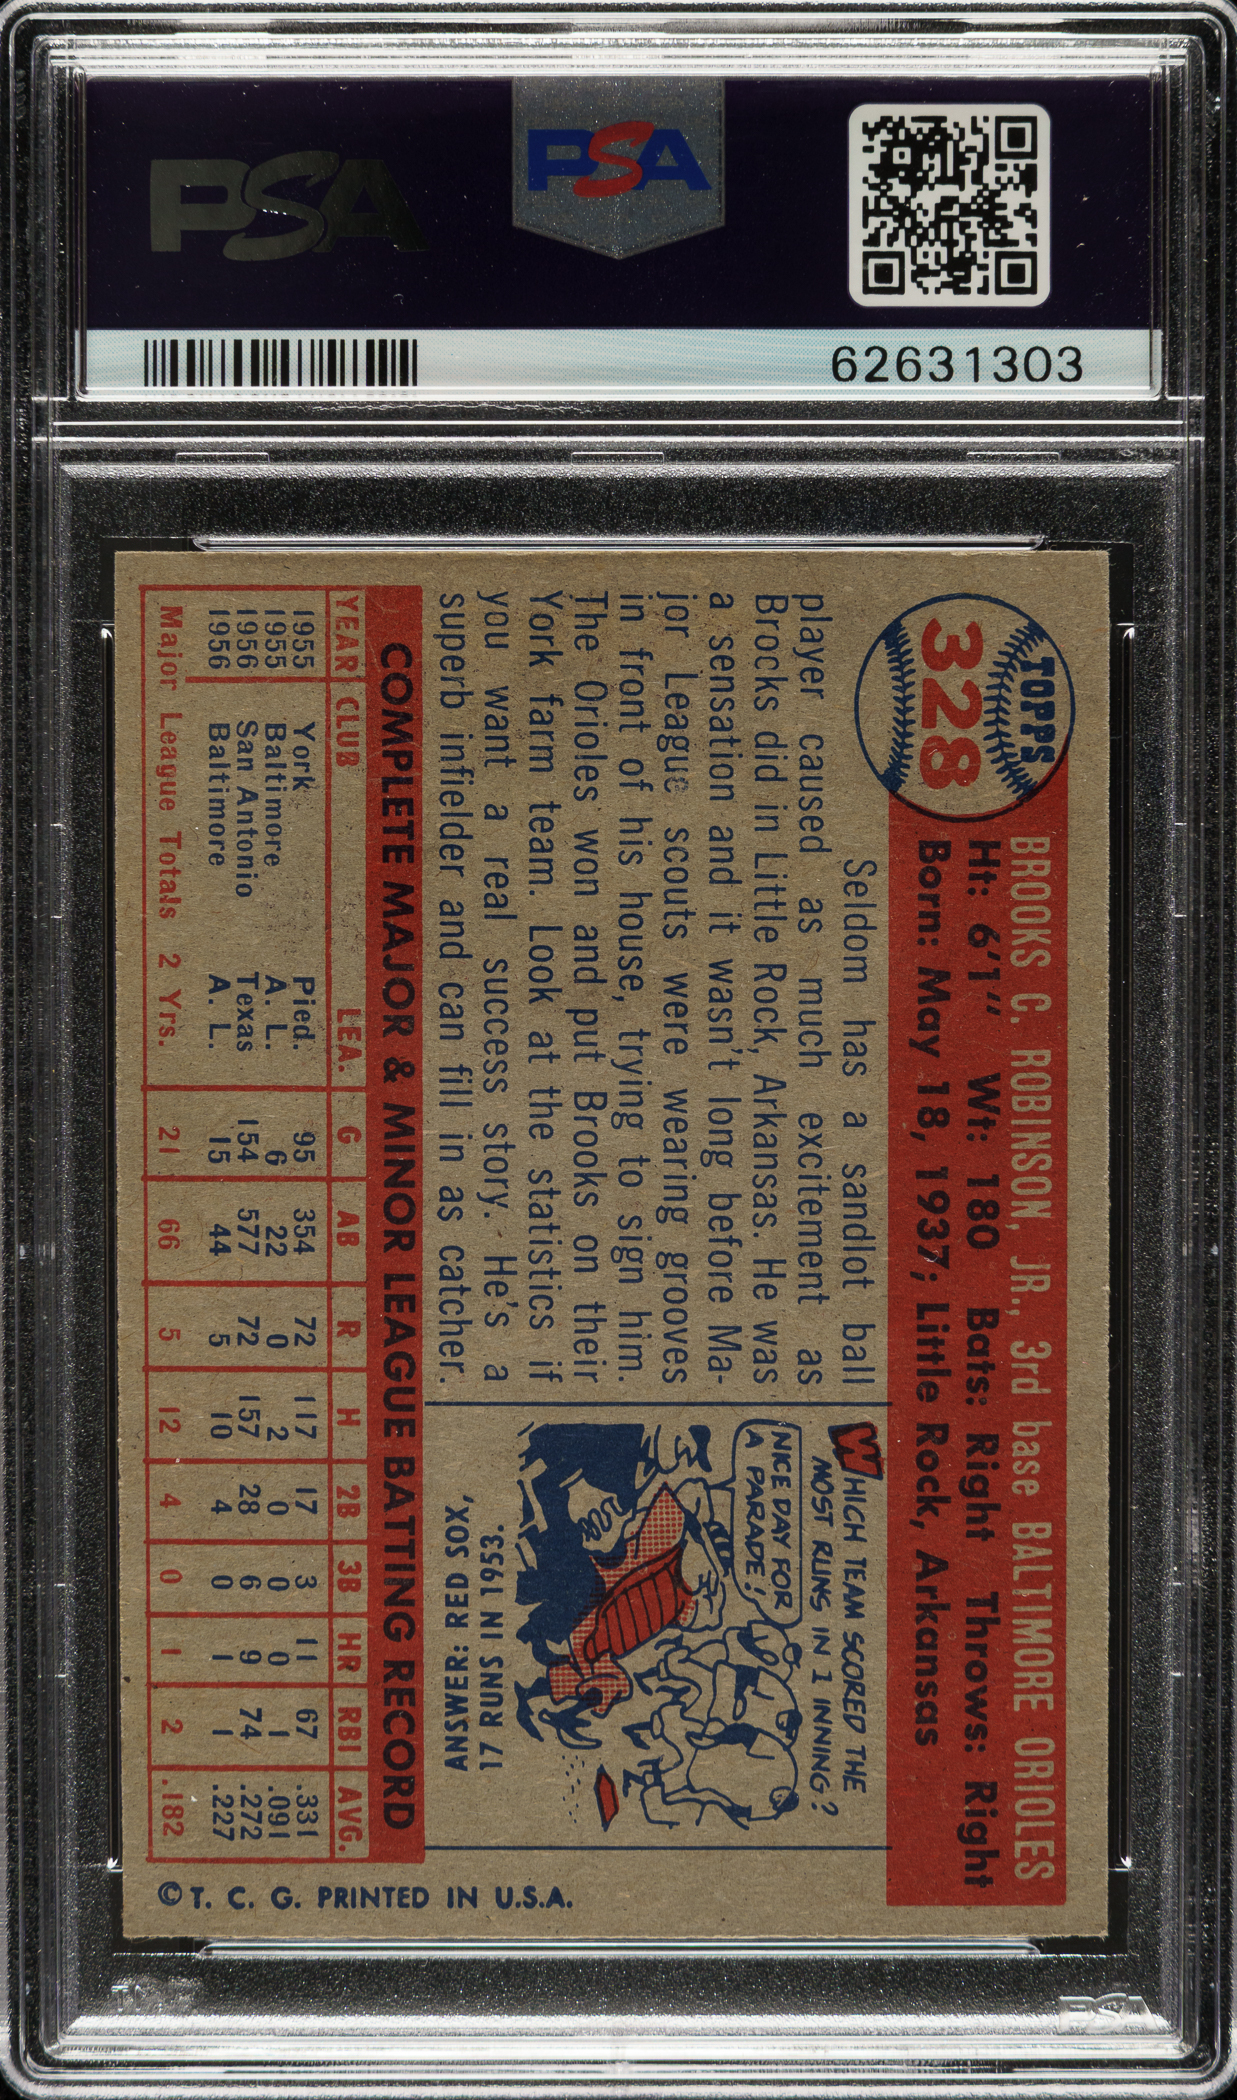 PSA
PSA
62631303
TOPPS
328
BROOKS C. ROBINSON, JR., 3rd base BALTIMORE ORIOLES
Ht: 6'1" Wt: 180 Bats: Right Throws: Right
Born: May 18, 1937; Little Rock, Arkansas
Seldom has a sandlot ball
player caused as much excitement as
Brocks did in Little Rock, Arkansas. He was
a sensation and it wasn't long before Ma-
jor League scouts were wearing grooves
in front of his house, trying to sign him.
The Orioles won and put Brooks on their
York farm team. Look at the statistics if
you want a real success story. He's a
superb infielder and can fill in as catcher.
WHICH TEAM SCORED THE
MOST RUNS IN 1 INNING?
NICE DAY FOR
A PARADE!
ANSWER: RED SOX,
17 RUNS IN 1953.
COMPLETE MAJOR & MINOR LEAGUE BATTING RECORD
YEAR CLUB LEA. G AB R H 2B 3B HR RBI AVG.
1955 York Pied. 95 354 72 117 17 3 11 67 .331
1955 Baltimore A. L. 6 22 0 2 0 0 0 1 .091
1956 San Antonio Texas 154 577 72 157 28 6 9 74 .272
1956 Baltimore A. L. 15 44 5 10 4 0 1 1 .227
Major League Totals 2 Yrs. 21 66 5 12 4 0 1 2 .182
© T. C. G. PRINTED IN U.S.A.
PSA